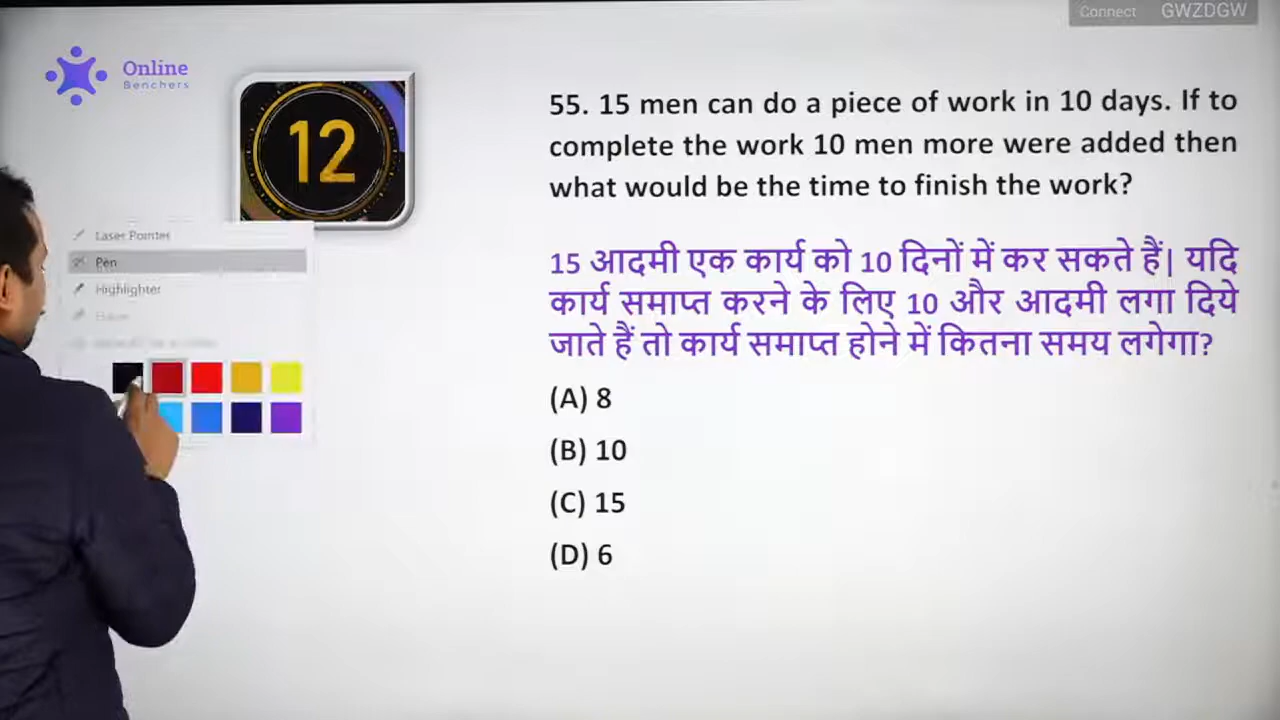 Connect GWZDGW
Online
Benchers
12
55. 15 men can do a piece of work in 10 days. If to
complete the work 10 men more were added then
what would be the time to finish the work?
Laser Pointer
Pen
Highlighter
15 आदमी एक कार्य को 10 दिनों में कर सकते हैं| यदि
कार्य समाप्त करने के लिए 10 और आदमी लगा दिये
जाते हैं तो कार्य समाप्त होने में कितना समय लगेगा?
(A) 8
(B) 10
(C) 15
(D) 6